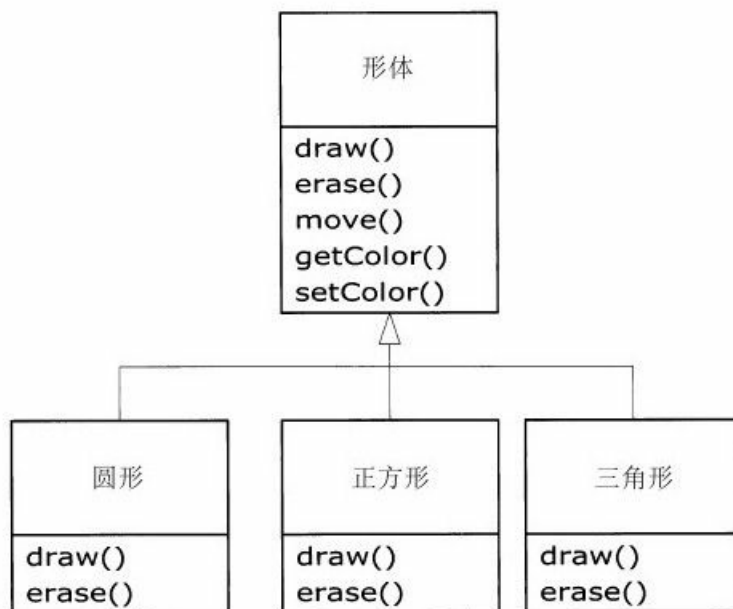 形体
draw()
erase()
move()
getColor()
setColor()
圆形
正方形
三角形
draw()
erase()
draw()
erase()
draw()
erase()